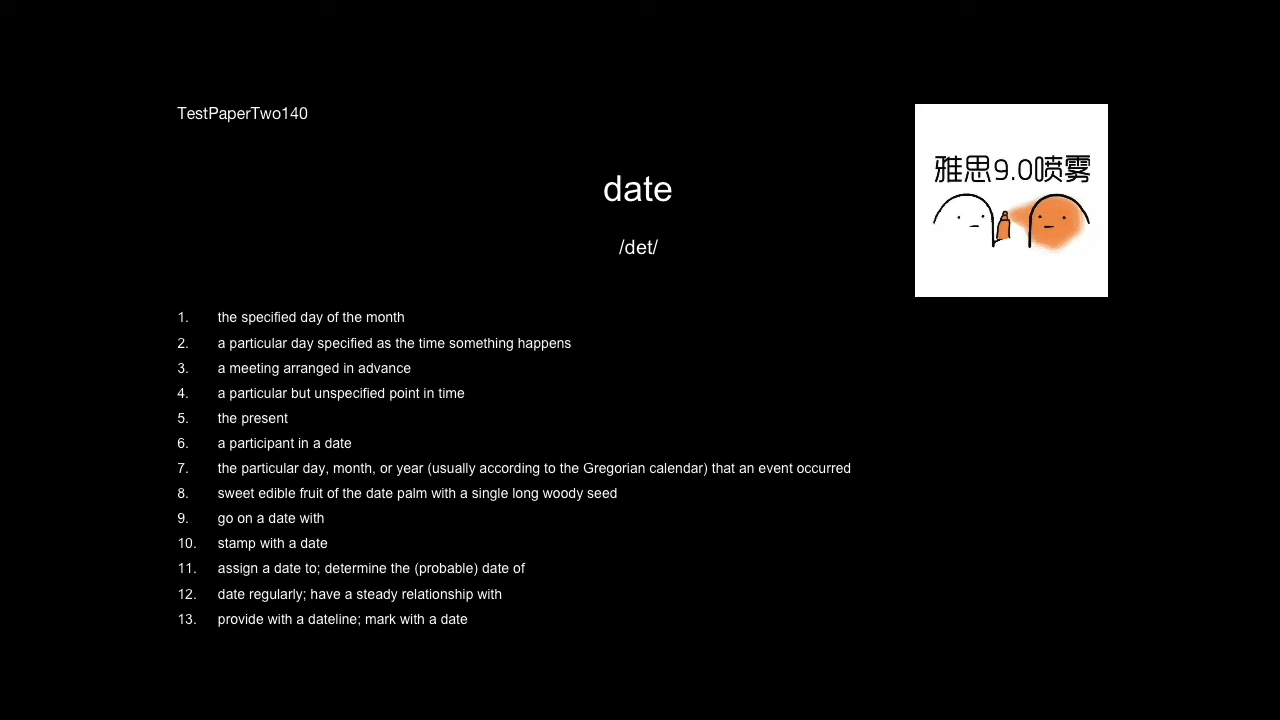 TestPaperTwo140
雅思9.0喷雾
date
/det/
1. the specified day of the month
2. a particular day specified as the time something happens
3. a meeting arranged in advance
4. a particular but unspecified point in time
5. the present
6. a participant in a date
7. the particular day, month, or year (usually according to the Gregorian calendar) that an event occurred
8. sweet edible fruit of the date palm with a single long woody seed
9. go on a date with
10. stamp with a date
11. assign a date to; determine the (probable) date of
12. date regularly; have a steady relationship with
13. provide with a dateline; mark with a date